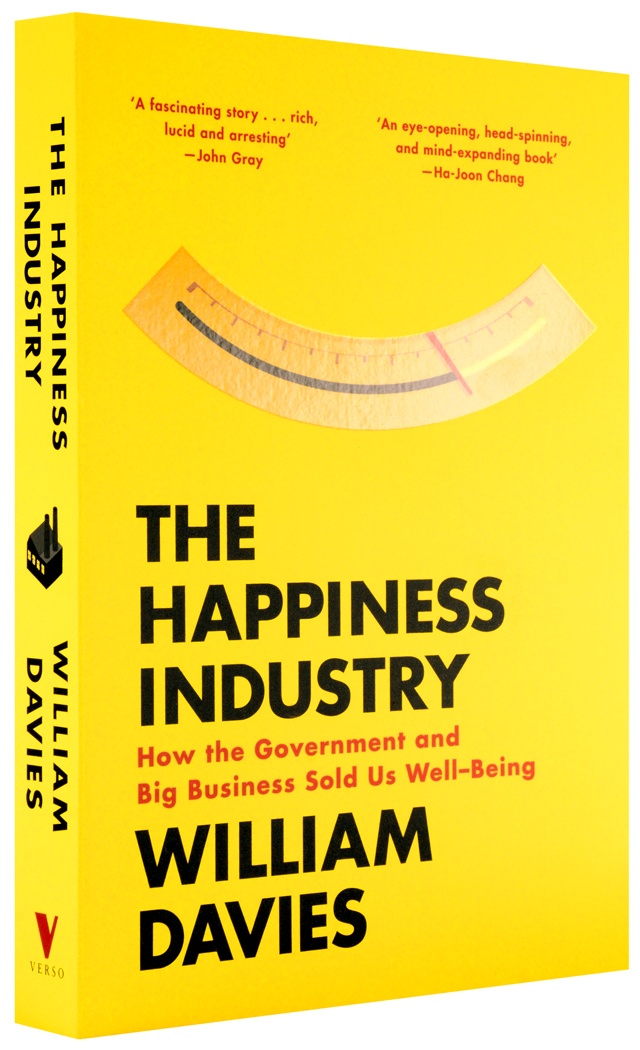 ‘A fascinating story . . . rich,
lucid and arresting’
—John Gray
‘An eye-opening, head-spinning,
and mind-expanding book’
—Ha-Joon Chang
THE
HAPPINESS
INDUSTRY
How the Government and
Big Business Sold Us Well–Being
WILLIAM
DAVIES
THE HAPPINESS
INDUSTRY
WILLIAM
DAVIES
V
VERSO